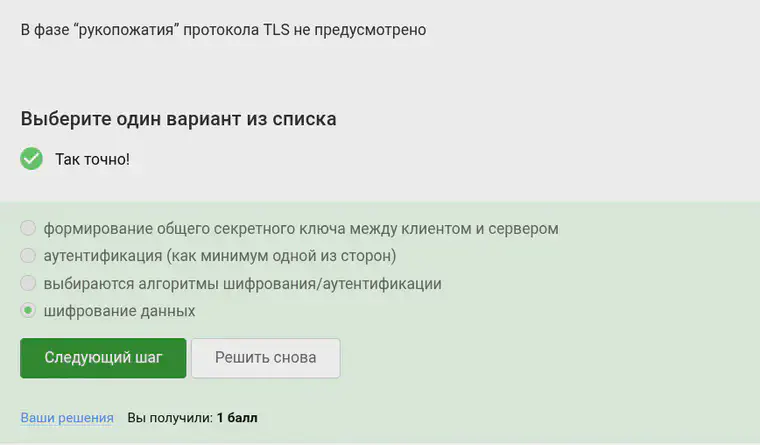 В фазе “рукопожатия” протокола TLS не предусмотрено
Выберите один вариант из списка
Так точно!
формирование общего секретного ключа между клиентом и сервером
аутентификация (как минимум одной из сторон)
выбираются алгоритмы шифрования/аутентификации
шифрование данных
Следующий шаг Решить снова
Ваши решения Вы получили: 1 балл